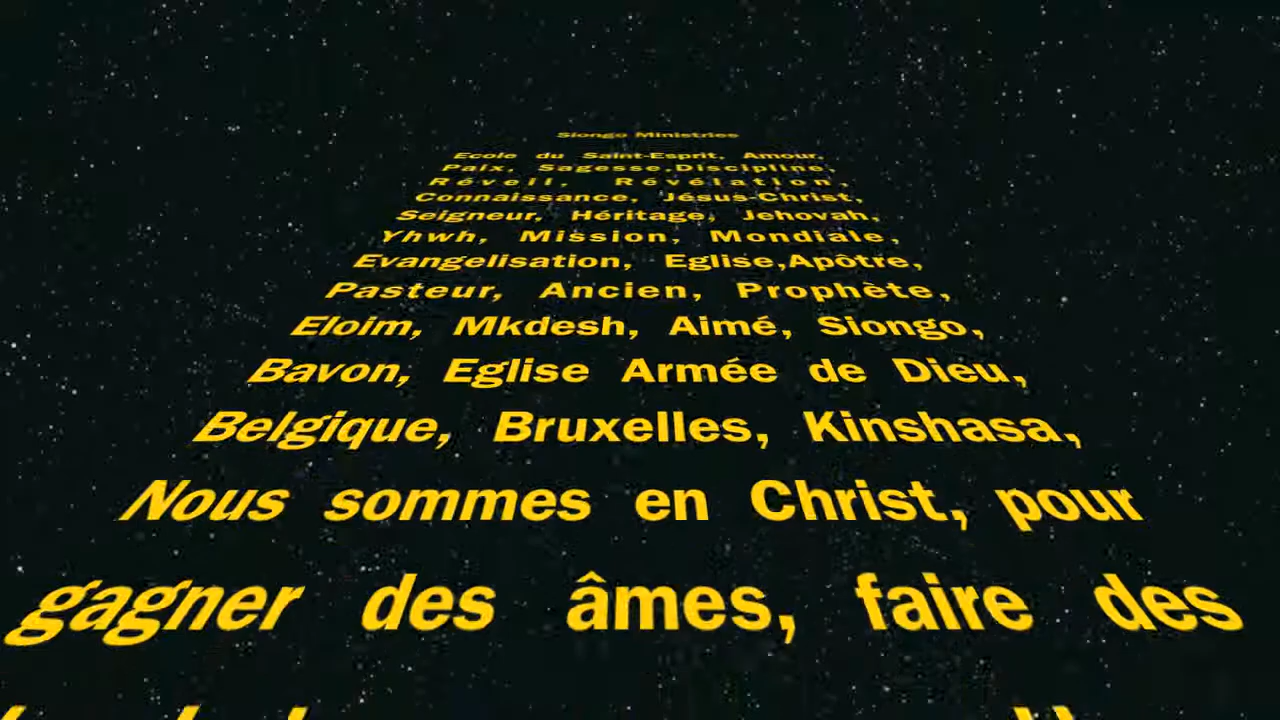 Siongo Ministries
Ecole du Saint-Esprit, Amour,
Paix, Sagesse,Discipline,
Réveil, Révélation,
Connaissance, Jésus-Christ,
Seigneur, Héritage, Jehovah,
Yhwh, Mission, Mondiale,
Evangelisation, Eglise,Apôtre,
Pasteur, Ancien, Prophète,
Eloim, Mkdesh, Aimé, Siongo,
Bavon, Eglise Armée de Dieu,
Belgique, Bruxelles, Kinshasa,
Nous sommes en Christ, pour
gagner des âmes, faire des